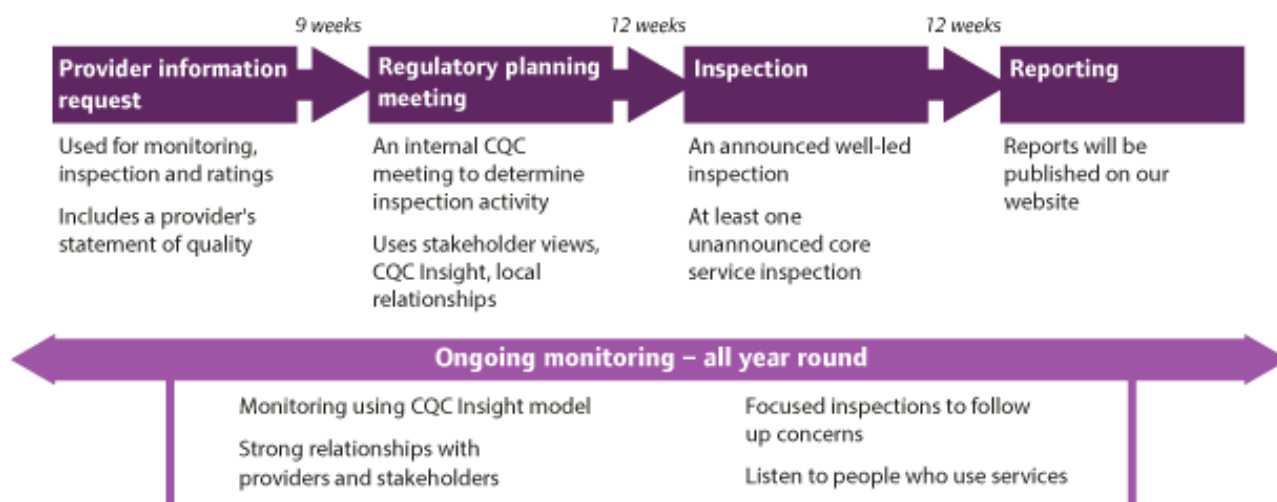 9 weeks
12 weeks
12 weeks
Provider information
request
Regulatory planning
meeting
Inspection
Reporting
Used for monitoring,
inspection and ratings
Includes a provider's
statement of quality
An internal CQC
meeting to determine
inspection activity
Uses stakeholder views,
CQC Insight, local
relationships
An announced well-led
inspection
At least one
unannounced core
service inspection
Reports will be
published on our
website
Ongoing monitoring – all year round
Monitoring using CQC Insight model
Strong relationships with
providers and stakeholders
Focused inspections to follow
up concerns
Listen to people who use services